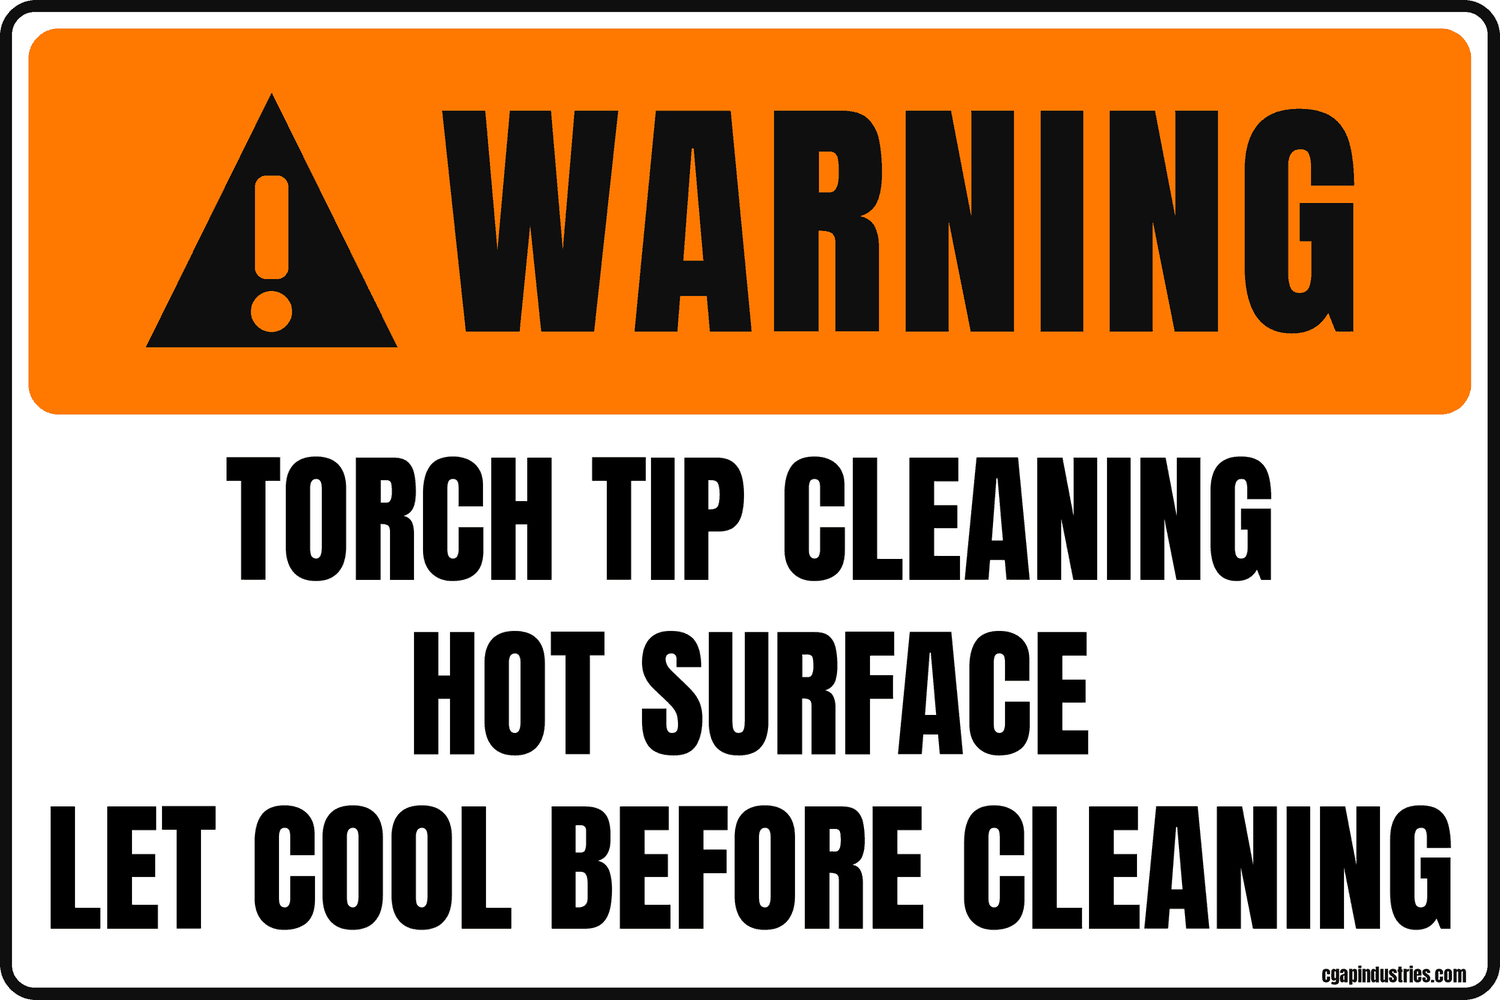 WARNING
TORCH TIP CLEANING
HOT SURFACE
LET COOL BEFORE CLEANING
cgapindustries.com